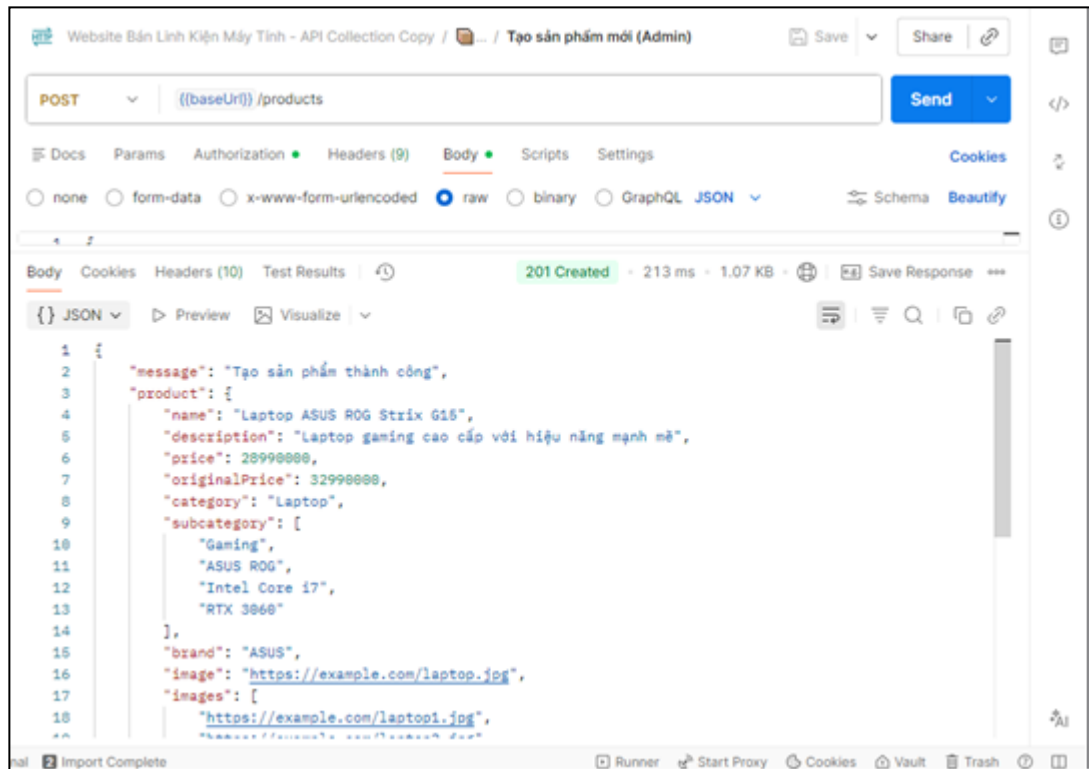 HTTP Website Bán Linh Kiện Máy Tính - API Collection Copy / ... / Tạo sản phẩm mới (Admin) Save Share
POST {{baseUrl}} /products Send
Docs Params Authorization Headers (9) Body Scripts Settings Cookies
none form-data x-www-form-urlencoded raw binary GraphQL JSON Schema Beautify
Body Cookies Headers (10) Test Results 201 Created 213 ms 1.07 KB Save Response
{} JSON Preview Visualize
1 {
2 "message": "Tạo sản phẩm thành công",
3 "product": {
4 "name": "Laptop ASUS ROG Strix G15",
5 "description": "Laptop gaming cao cấp với hiệu năng mạnh mẽ",
6 "price": 28990000,
7 "originalPrice": 32990000,
8 "category": "Laptop",
9 "subcategory": [
10 "Gaming",
11 "ASUS ROG",
12 "Intel Core i7",
13 "RTX 3060"
14 ],
15 "brand": "ASUS",
16 "image": "https://example.com/laptop.jpg",
17 "images": [
18 "https://example.com/laptop1.jpg",
AI
nal 2 Import Complete Runner Start Proxy Cookies Vault Trash